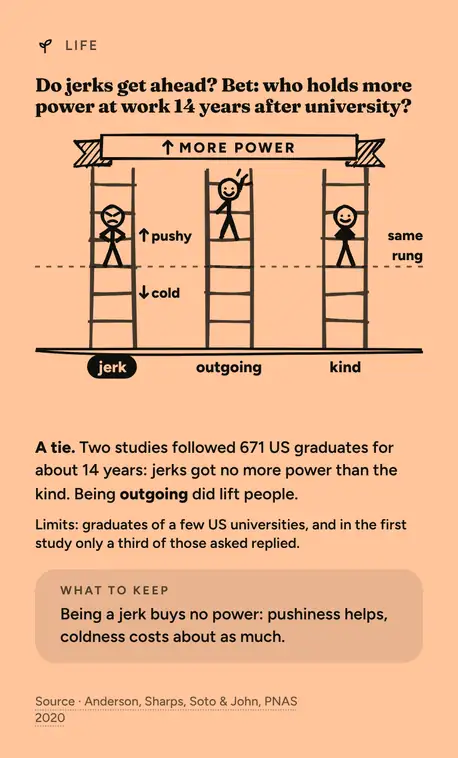 LIFE
Do jerks get ahead? Bet: who holds more
power at work 14 years after university?
↑ MORE POWER
↑ pushy
same
rung
↓ cold
jerk
outgoing
kind
A tie. Two studies followed 671 US graduates for
about 14 years: jerks got no more power than the
kind. Being outgoing did lift people.
Limits: graduates of a few US universities, and in the first
study only a third of those asked replied.
WHAT TO KEEP
Being a jerk buys no power: pushiness helps,
coldness costs about as much.
Source · Anderson, Sharps, Soto & John, PNAS
2020